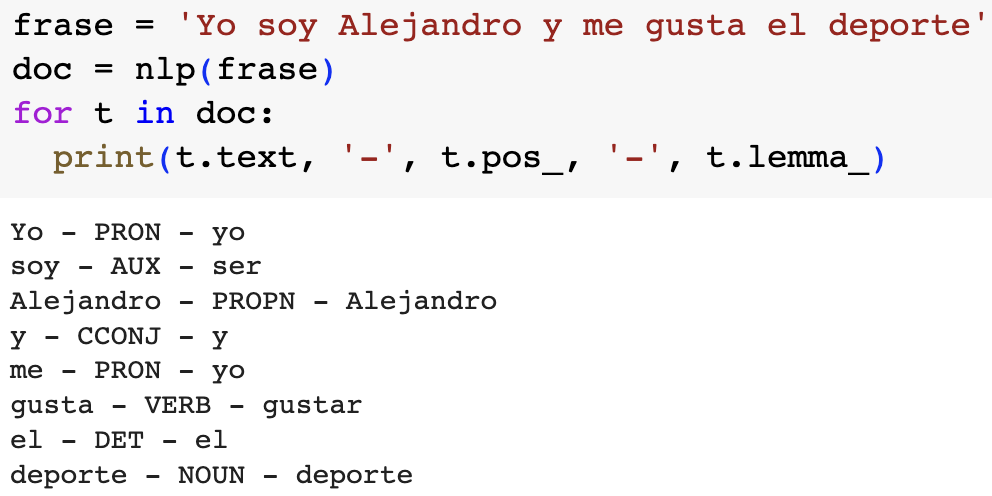 frase = 'Yo soy Alejandro y me gusta el deporte'
doc = nlp(frase)
for t in doc:
  print(t.text, '-', t.pos_, '-', t.lemma_)
Yo - PRON - yo
soy - AUX - ser
Alejandro - PROPN - Alejandro
y - CCONJ - y
me - PRON - yo
gusta - VERB - gustar
el - DET - el
deporte - NOUN - deporte